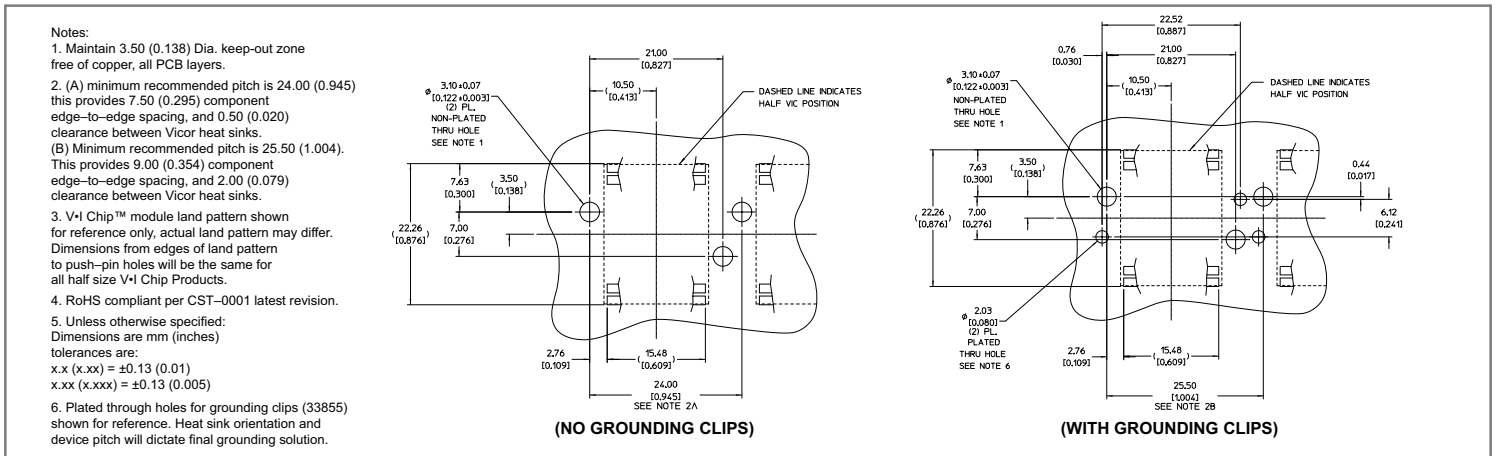 Notes:
1. Maintain 3.50 (0.138) Dia. keep-out zone
free of copper, all PCB layers.
2. (A) minimum recommended pitch is 24.00 (0.945)
this provides 7.50 (0.295) component
edge–to–edge spacing, and 0.50 (0.020)
clearance between Vicor heat sinks.
(B) Minimum recommended pitch is 25.50 (1.004).
This provides 9.00 (0.354) component
edge–to–edge spacing, and 2.00 (0.079)
clearance between Vicor heat sinks.
3. V•I Chip™ module land pattern shown
for reference only, actual land pattern may differ.
Dimensions from edges of land pattern
to push–pin holes will be the same for
all half size V•I Chip Products.
4. RoHS compliant per CST–0001 latest revision.
5. Unless otherwise specified:
Dimensions are mm (inches)
tolerances are:
x.x (x.xx) = ±0.13 (0.01)
x.xx (x.xxx) = ±0.13 (0.005)
6. Plated through holes for grounding clips (33855)
shown for reference. Heat sink orientation and
device pitch will dictate final grounding solution.
21.00
[0.827]
(10.50)
[0.413]
ø 3.10±0.07
[0.122±0.003]
(2) PL.
NON-PLATED
THRU HOLE
SEE NOTE 1
DASHED LINE INDICATES
HALF VIC POSITION
7.63
[0.300]
(3.50)
[0.138]
(22.26)
[0.876]
7.00
[0.276]
2.76
[0.109]
(15.48)
[0.609]
24.00
[0.945]
SEE NOTE 2A
(NO GROUNDING CLIPS)
22.52
[0.887]
0.76
[0.030]
21.00
[0.827]
(10.50)
[0.413]
ø 3.10±0.07
[0.122±0.003]
NON-PLATED
THRU HOLE
SEE NOTE 1
DASHED LINE INDICATES
HALF VIC POSITION
7.63
[0.300]
(3.50)
[0.138]
0.44
[0.017]
(22.26)
[0.876]
7.00
[0.276]
6.12
[0.241]
ø 2.03
[0.080]
(2) PL.
PLATED
THRU HOLE
SEE NOTE 6
2.76
[0.109]
(15.48)
[0.609]
25.50
[1.004]
SEE NOTE 2B
(WITH GROUNDING CLIPS)